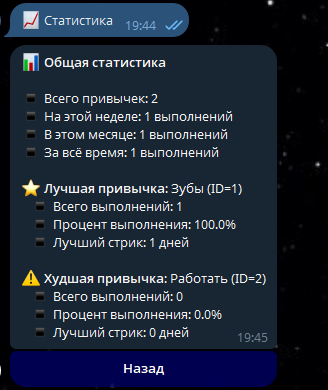 📈 Статистика 19:44
📊 Общая статистика
▪️ Всего привычек: 2
▪️ На этой неделе: 1 выполнений
▪️ В этом месяце: 1 выполнений
▪️ За всё время: 1 выполнений
⭐ Лучшая привычка: Зубы (ID=1)
▪️ Всего выполнений: 1
▪️ Процент выполнения: 100.0%
▪️ Лучший стрик: 1 дней
⚠️ Худшая привычка: Работать (ID=2)
▪️ Всего выполнений: 0
▪️ Процент выполнения: 0.0%
▪️ Лучший стрик: 0 дней
19:45
Назад